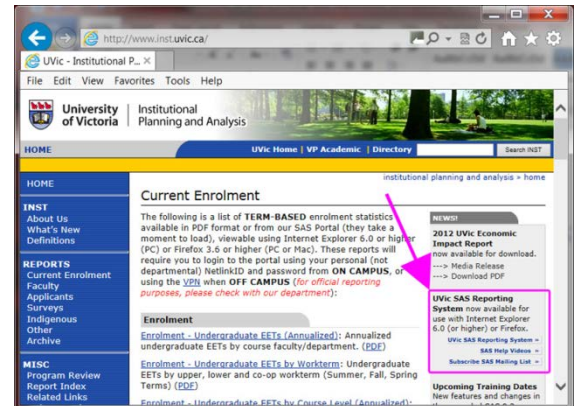 http://www.inst.uvic.ca/
UVic - Institutional P...
File Edit View Favorites Tools Help
University of Victoria
Institutional Planning and Analysis
HOME
UVic Home | VP Academic | Directory
Search INST
institutional planning and analysis > home
HOME
INST
About Us
What's New
Definitions
REPORTS
Current Enrolment
Faculty
Applicants
Surveys
Indigenous
Other
Archive
MISC
Program Review
Report Index
Related Links
Current Enrolment
The following is a list of TERM-BASED enrolment statistics
available in PDF format or from our SAS Portal (they take a
moment to load), viewable using Internet Explorer 6.0 or higher
(PC) or Firefox 3.6 or higher (PC or Mac). These reports will
require you to login to the portal using your personal (not
departmental) NetlinkID and password from ON CAMPUS, or
using the VPN when OFF CAMPUS (for official reporting
purposes, please check with our department):
Enrolment
Enrolment - Undergraduate EETs (Annualized): Annualized
undergraduate EETs by course faculty/department. (PDF)
Enrolment - Undergraduate EETs by Workterm: Undergraduate
EETs by upper, lower and co-op workterm (Summer, Fall, Spring
Terms) (PDF)
Enrolment - Undergraduate EETs by Course Level (Annualized):
NEWS!
2012 UVic Economic
Impact Report
now available for download.
---> Media Release
---> Download PDF
UVic SAS Reporting
System now available for
use with Internet Explorer
6.0 (or higher) or Firefox.
UVic SAS Reporting System
SAS Help Videos
Subscribe SAS Mailing List
Upcoming Training Dates
New features and changes in